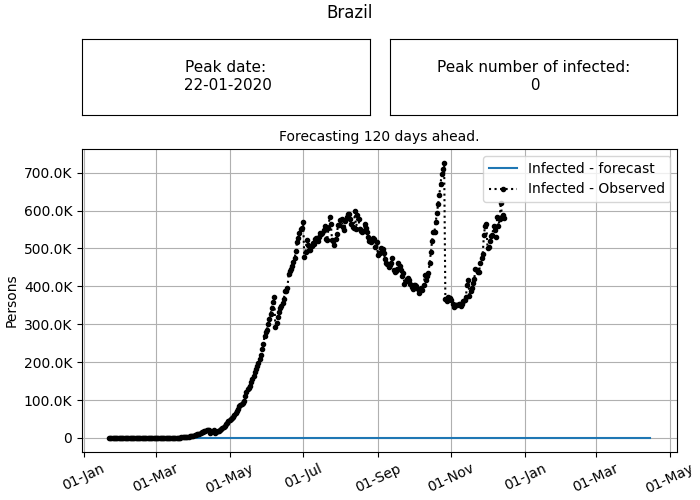 Brazil
Peak date:
22-01-2020
Peak number of infected:
0
Forecasting 120 days ahead.
Infected - forecast
Infected - Observed
700.0K
600.0K
500.0K
400.0K
300.0K
200.0K
100.0K
0
Persons
01-Jan
01-Mar
01-May
01-Jul
01-Sep
01-Nov
01-Jan
01-Mar
01-May